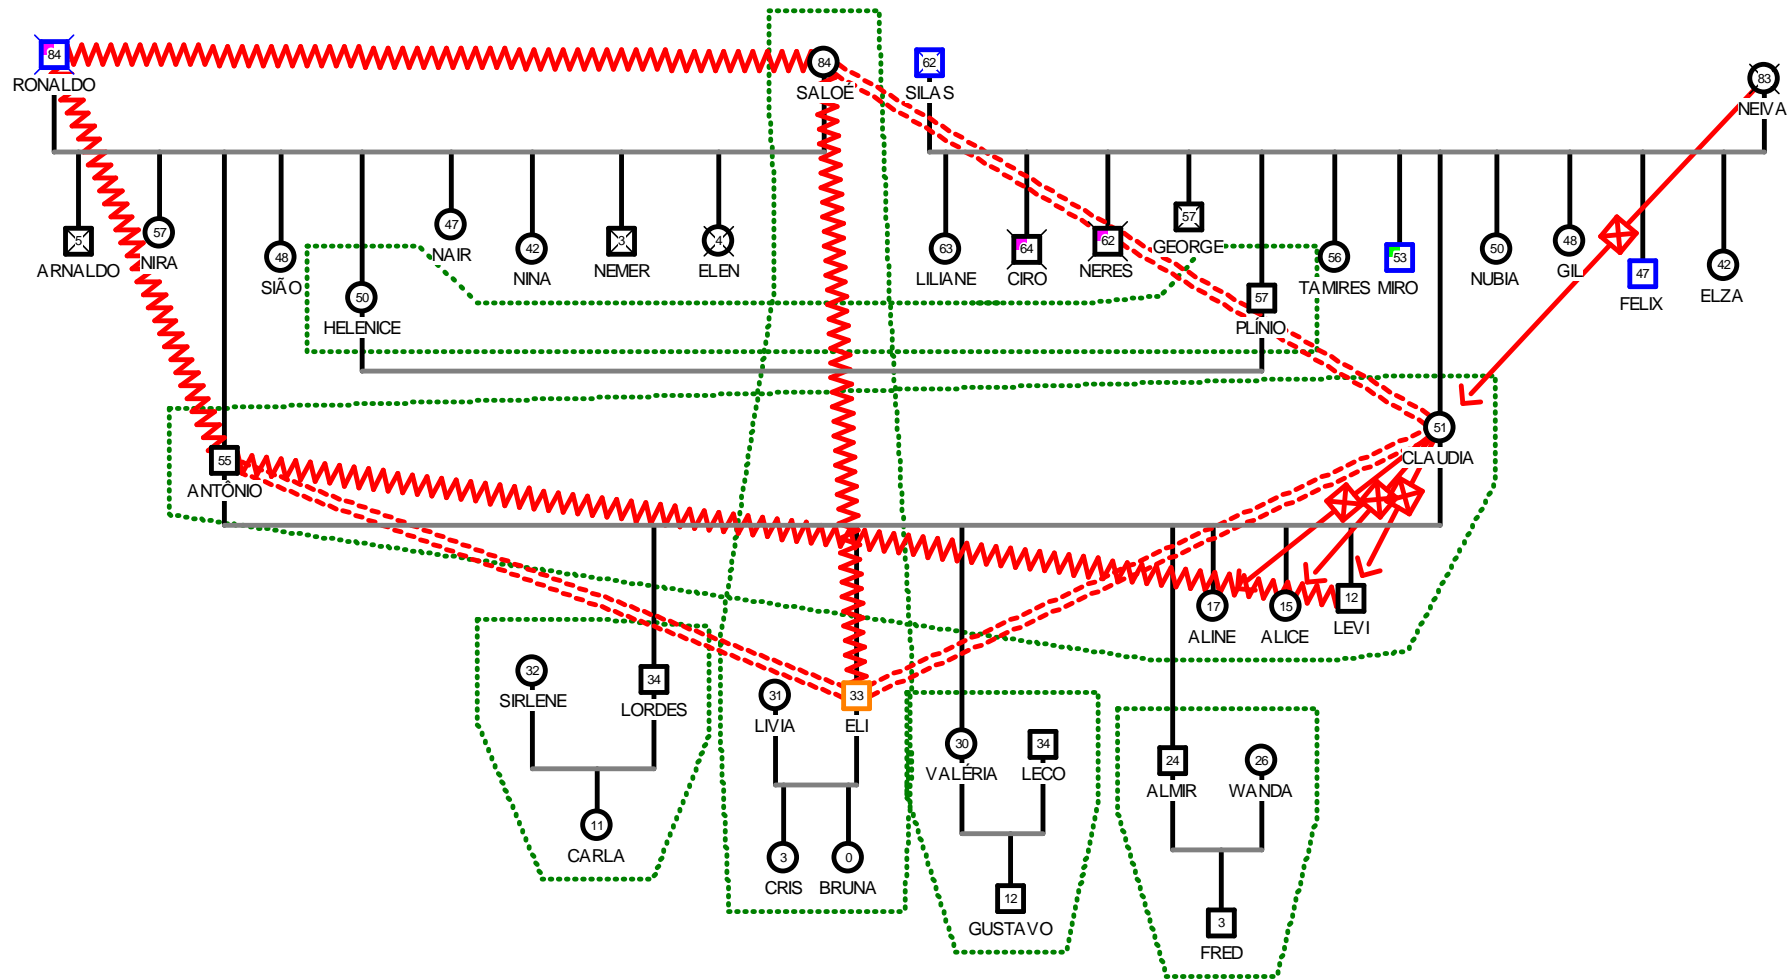 84
RONALDO
84
SALOÉ
62
SILAS
83
NEIVA
5
ARNALDO
57
NIRA
48
SIÃO
50
HELENICE
47
NAIR
42
NINA
3
NEMER
4
ELEN
63
LILIANE
64
CIRO
62
NERES
57
GEORGE
57
PLÍNIO
56
TAMIRES
53
MIRO
50
NUBIA
48
GIL
47
FELIX
42
ELZA
55
ANTÔNIO
51
CLAUDIA
17
ALINE
15
ALICE
12
LEVI
32
SIRLENE
34
LORDES
31
LIVIA
33
ELI
30
VALÉRIA
34
LECO
24
ALMIR
26
WANDA
11
CARLA
3
CRIS
0
BRUNA
12
GUSTAVO
3
FRED